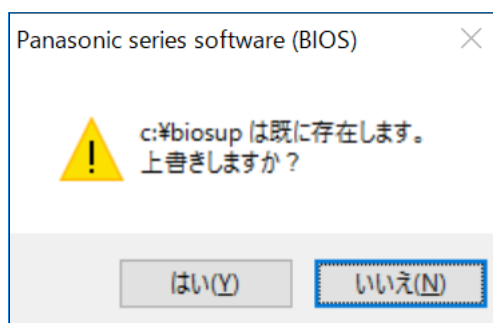 Panasonic series software (BIOS)
c:¥biosup は既に存在します。
上書きしますか？
はい(Y)
いいえ(N)